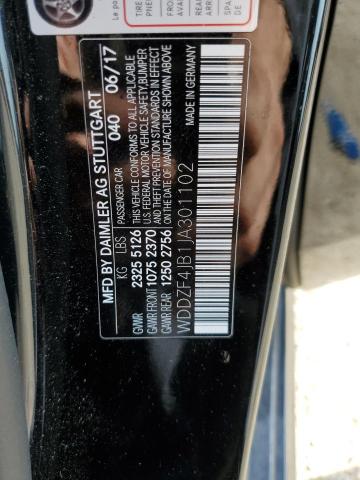 MFD BY DAIMLER AG STUTTGART
PASSENGER CAR 040 06/17
KG LBS
GVWR 2325 5126
GAWR FRONT 1075 2370
GAWR REAR 1250 2756
THIS VEHICLE CONFORMS TO ALL APPLICABLE
U.S. FEDERAL MOTOR VEHICLE SAFETY, BUMPER
AND THEFT PREVENTION STANDARDS IN EFFECT
ON THE DATE OF MANUFACTURE SHOWN ABOVE
MADE IN GERMANY
WDDZF4JB1JA301102